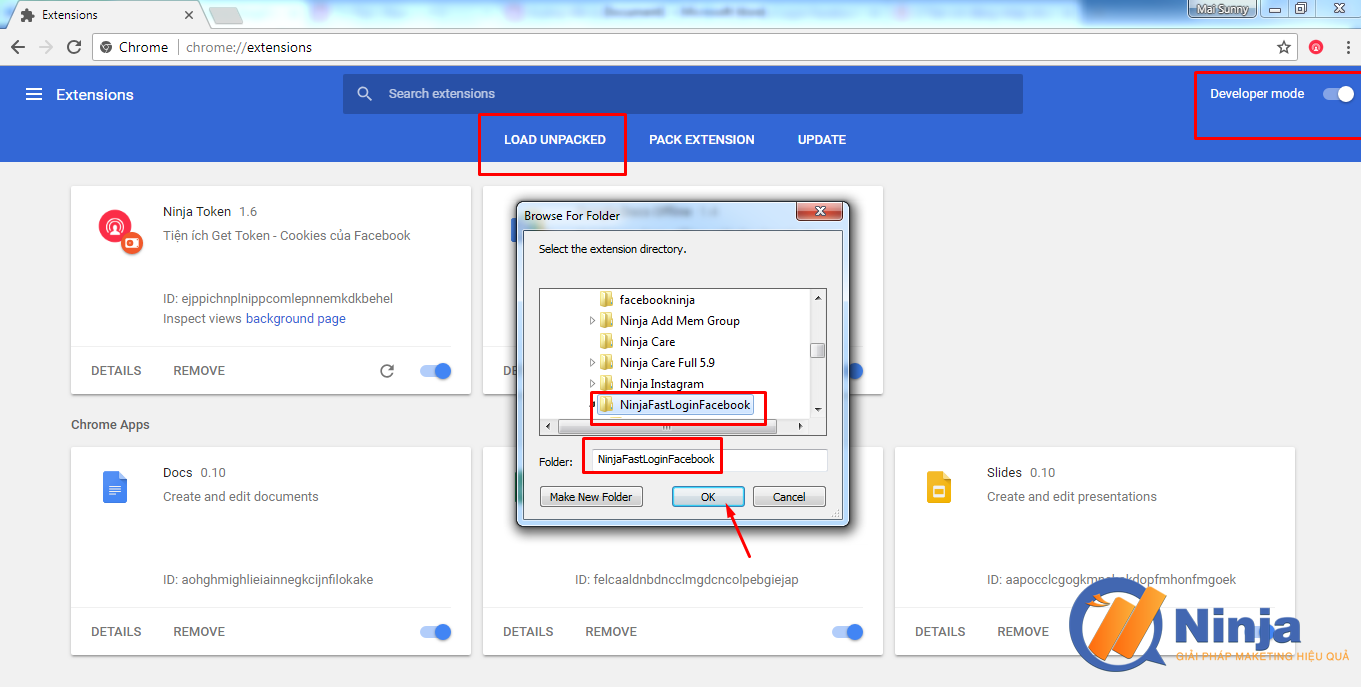 Extensions
Mai Sunny
Chrome
chrome://extensions
Extensions
Search extensions
Developer mode
LOAD UNPACKED
PACK EXTENSION
UPDATE
Ninja Token 1.6
Tiện ích Get Token - Cookies của Facebook
ID: ejppichnplnippcomlepnnemkdkbehel
Inspect views background page
DETAILS
REMOVE
Browse For Folder
Select the extension directory.
facebookninja
Ninja Add Mem Group
Ninja Care
Ninja Care Full 5.9
Ninja Instagram
NinjaFastLoginFacebook
Folder:
NinjaFastLoginFacebook
Make New Folder
OK
Cancel
Chrome Apps
Docs 0.10
Create and edit documents
ID: aohghmighlieiainnegkcijnfilokake
DETAILS
REMOVE
ID: felcaaldnbdncclmgdcncolpebgiejap
DETAILS
REMOVE
Slides 0.10
Create and edit presentations
DETAILS
REMOVE
Ninja
GIẢI PHÁP MAKETING HIỆU QUẢ